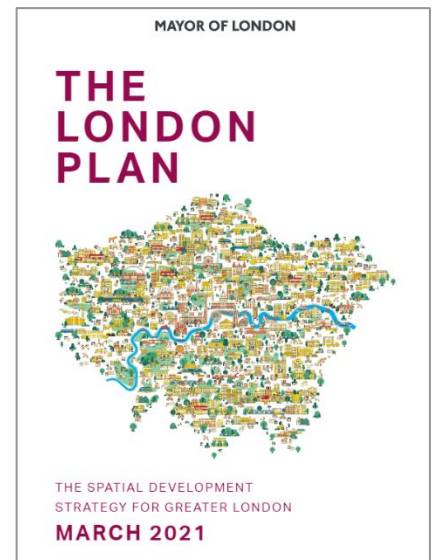 MAYOR OF LONDON
THE
LONDON
PLAN
THE SPATIAL DEVELOPMENT
STRATEGY FOR GREATER LONDON
MARCH 2021